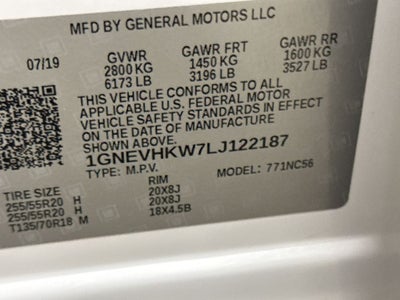 MFD BY GENERAL MOTORS LLC
07/19 GVWR GAWR FRT GAWR RR
2800 KG 1450 KG 1600 KG
6173 LB 3196 LB 3527 LB
THIS VEHICLE CONFORMS TO ALL
APPLICABLE U.S. FEDERAL MOTOR
VEHICLE SAFETY STANDARDS IN EFFECT ON
THE DATE OF MANUFACTURE SHOWN ABOVE.
1GNEVHKW7LJ122187
TYPE: M.P.V. MODEL: 771NC56
TIRE SIZE RIM
255/55R20 H 20X8J
255/55R20 H 20X8J
T135/70R18 M 18X4.5B